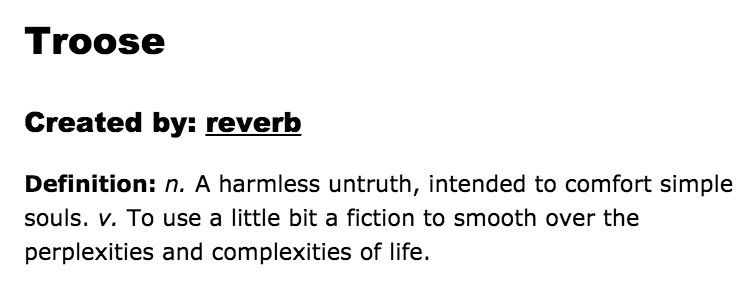 Troose
Created by: reverb
Definition: n. A harmless untruth, intended to comfort simple
souls. v. To use a little bit a fiction to smooth over the
perplexities and complexities of life.